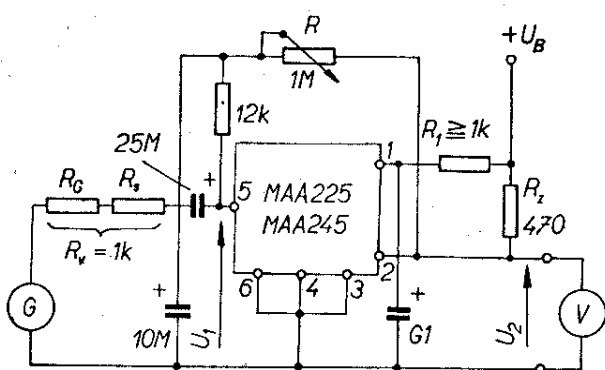 R
1M
+U_B
12k
R_1 ≧ 1k
25M
+
1
R_G
R_s
5
MAA225
MAA245
R_z
470
R_v = 1k
2
6
4
3
+
+
G
10M
U_1
G1
U_2
V